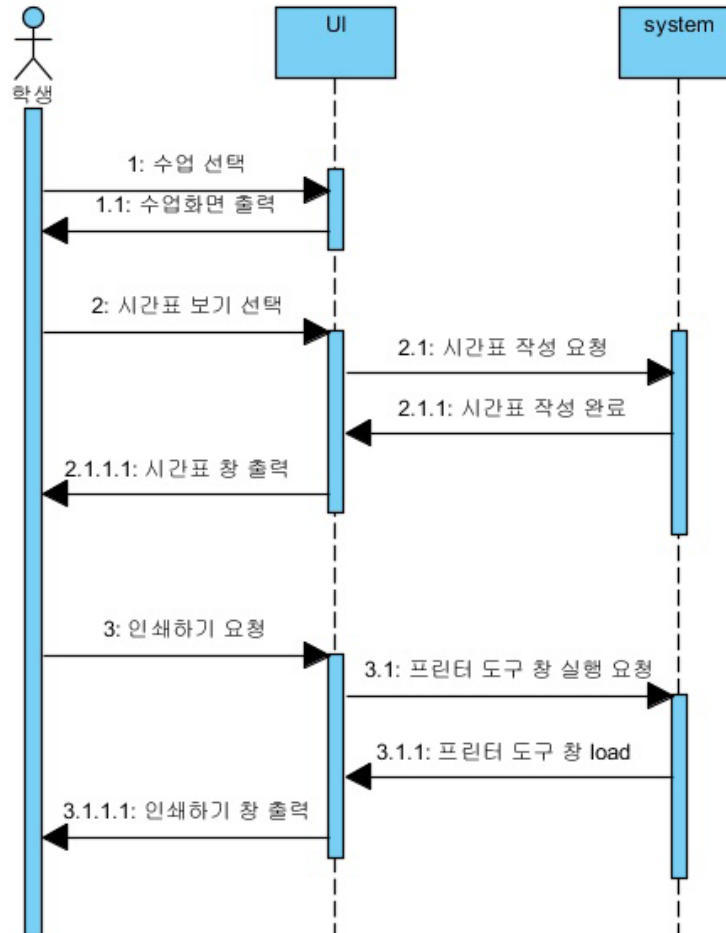 UI
system
학생
1: 수업 선택
1.1: 수업화면 출력
2: 시간표 보기 선택
2.1: 시간표 작성 요청
2.1.1: 시간표 작성 완료
2.1.1.1: 시간표 창 출력
3: 인쇄하기 요청
3.1: 프린터 도구 창 실행 요청
3.1.1: 프린터 도구 창 load
3.1.1.1: 인쇄하기 창 출력